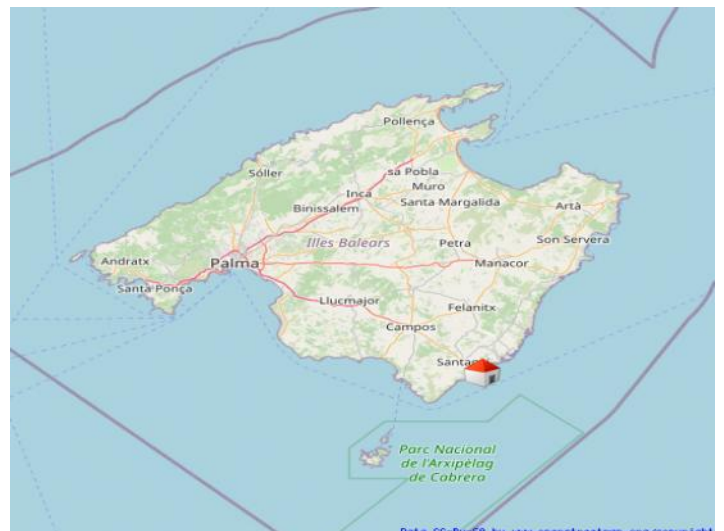 Pollença
Sóller
sa Pobla
Inca
Muro
Binissalem
Santa Margalida
Artà
Illes Balears
Petra
Son Servera
Andratx
Palma
Manacor
Santa Ponça
Llucmajor
Felanitx
Campos
Parc Nacional
de l'Arxipèlag
de Cabrera